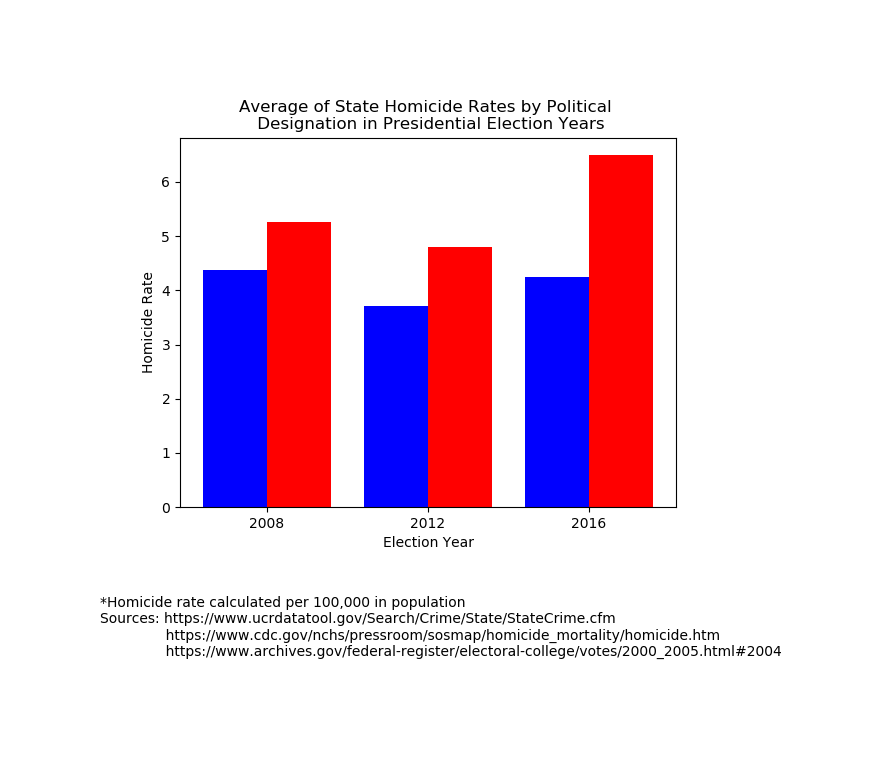 Average of State Homicide Rates by Political
Designation in Presidential Election Years
Homicide Rate
6
5
4
3
2
1
0
2008 2012 2016
Election Year
*Homicide rate calculated per 100,000 in population
Sources: https://www.ucrdatatool.gov/Search/Crime/State/StateCrime.cfm
https://www.cdc.gov/nchs/pressroom/sosmap/homicide_mortality/homicide.htm
https://www.archives.gov/federal-register/electoral-college/votes/2000_2005.html#2004